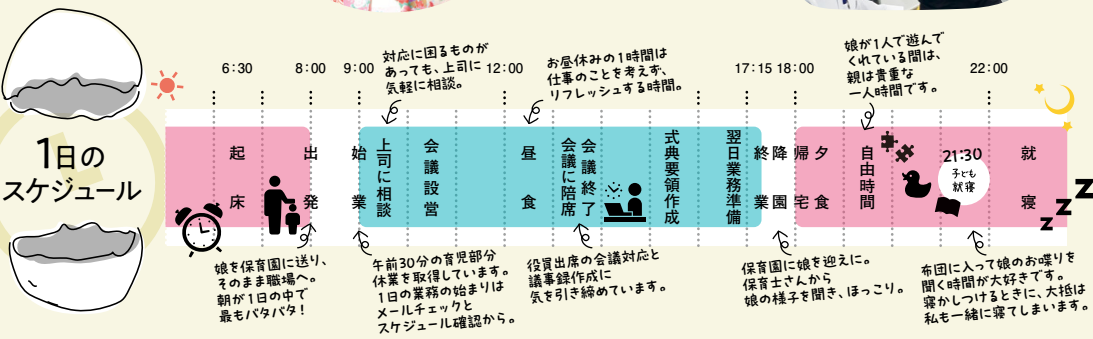 1日の
スケジュール
6:30
8:00
9:00
12:00
17:15
18:00
22:00
対応に困るものが
あっても、上司に
気軽に相談。
お昼休みの1時間は
仕事のことを考えず、
リフレッシュする時間。
娘が1人で遊んで
くれている間は、
親は貴重な
一人時間です。
起床
出発
始業
上司に相談
会議設営
昼食
会議に陪席
会議終了
式典要領作成
翌日業務準備
終業
降園
帰宅
夕食
自由時間
21:30
子ども
就寝
就寝
z
z
z
娘を保育園に送り、
そのまま職場へ。
朝が1日の中で
最もバタバタ!
午前30分の育児部分
休業を取得しています。
1日の業務の始まりは
メールチェックと
スケジュール確認から。
役員出席の会議対応と
議事録作成に
気を引き締めています。
保育園に娘を迎えに。
保育士さんから
娘の様子を聞き、ほっこり。
布団に入って娘のお喋りを
聞く時間が大好きです。
寝かしつけるときに、大抵は
私も一緒に寝てしまいます。